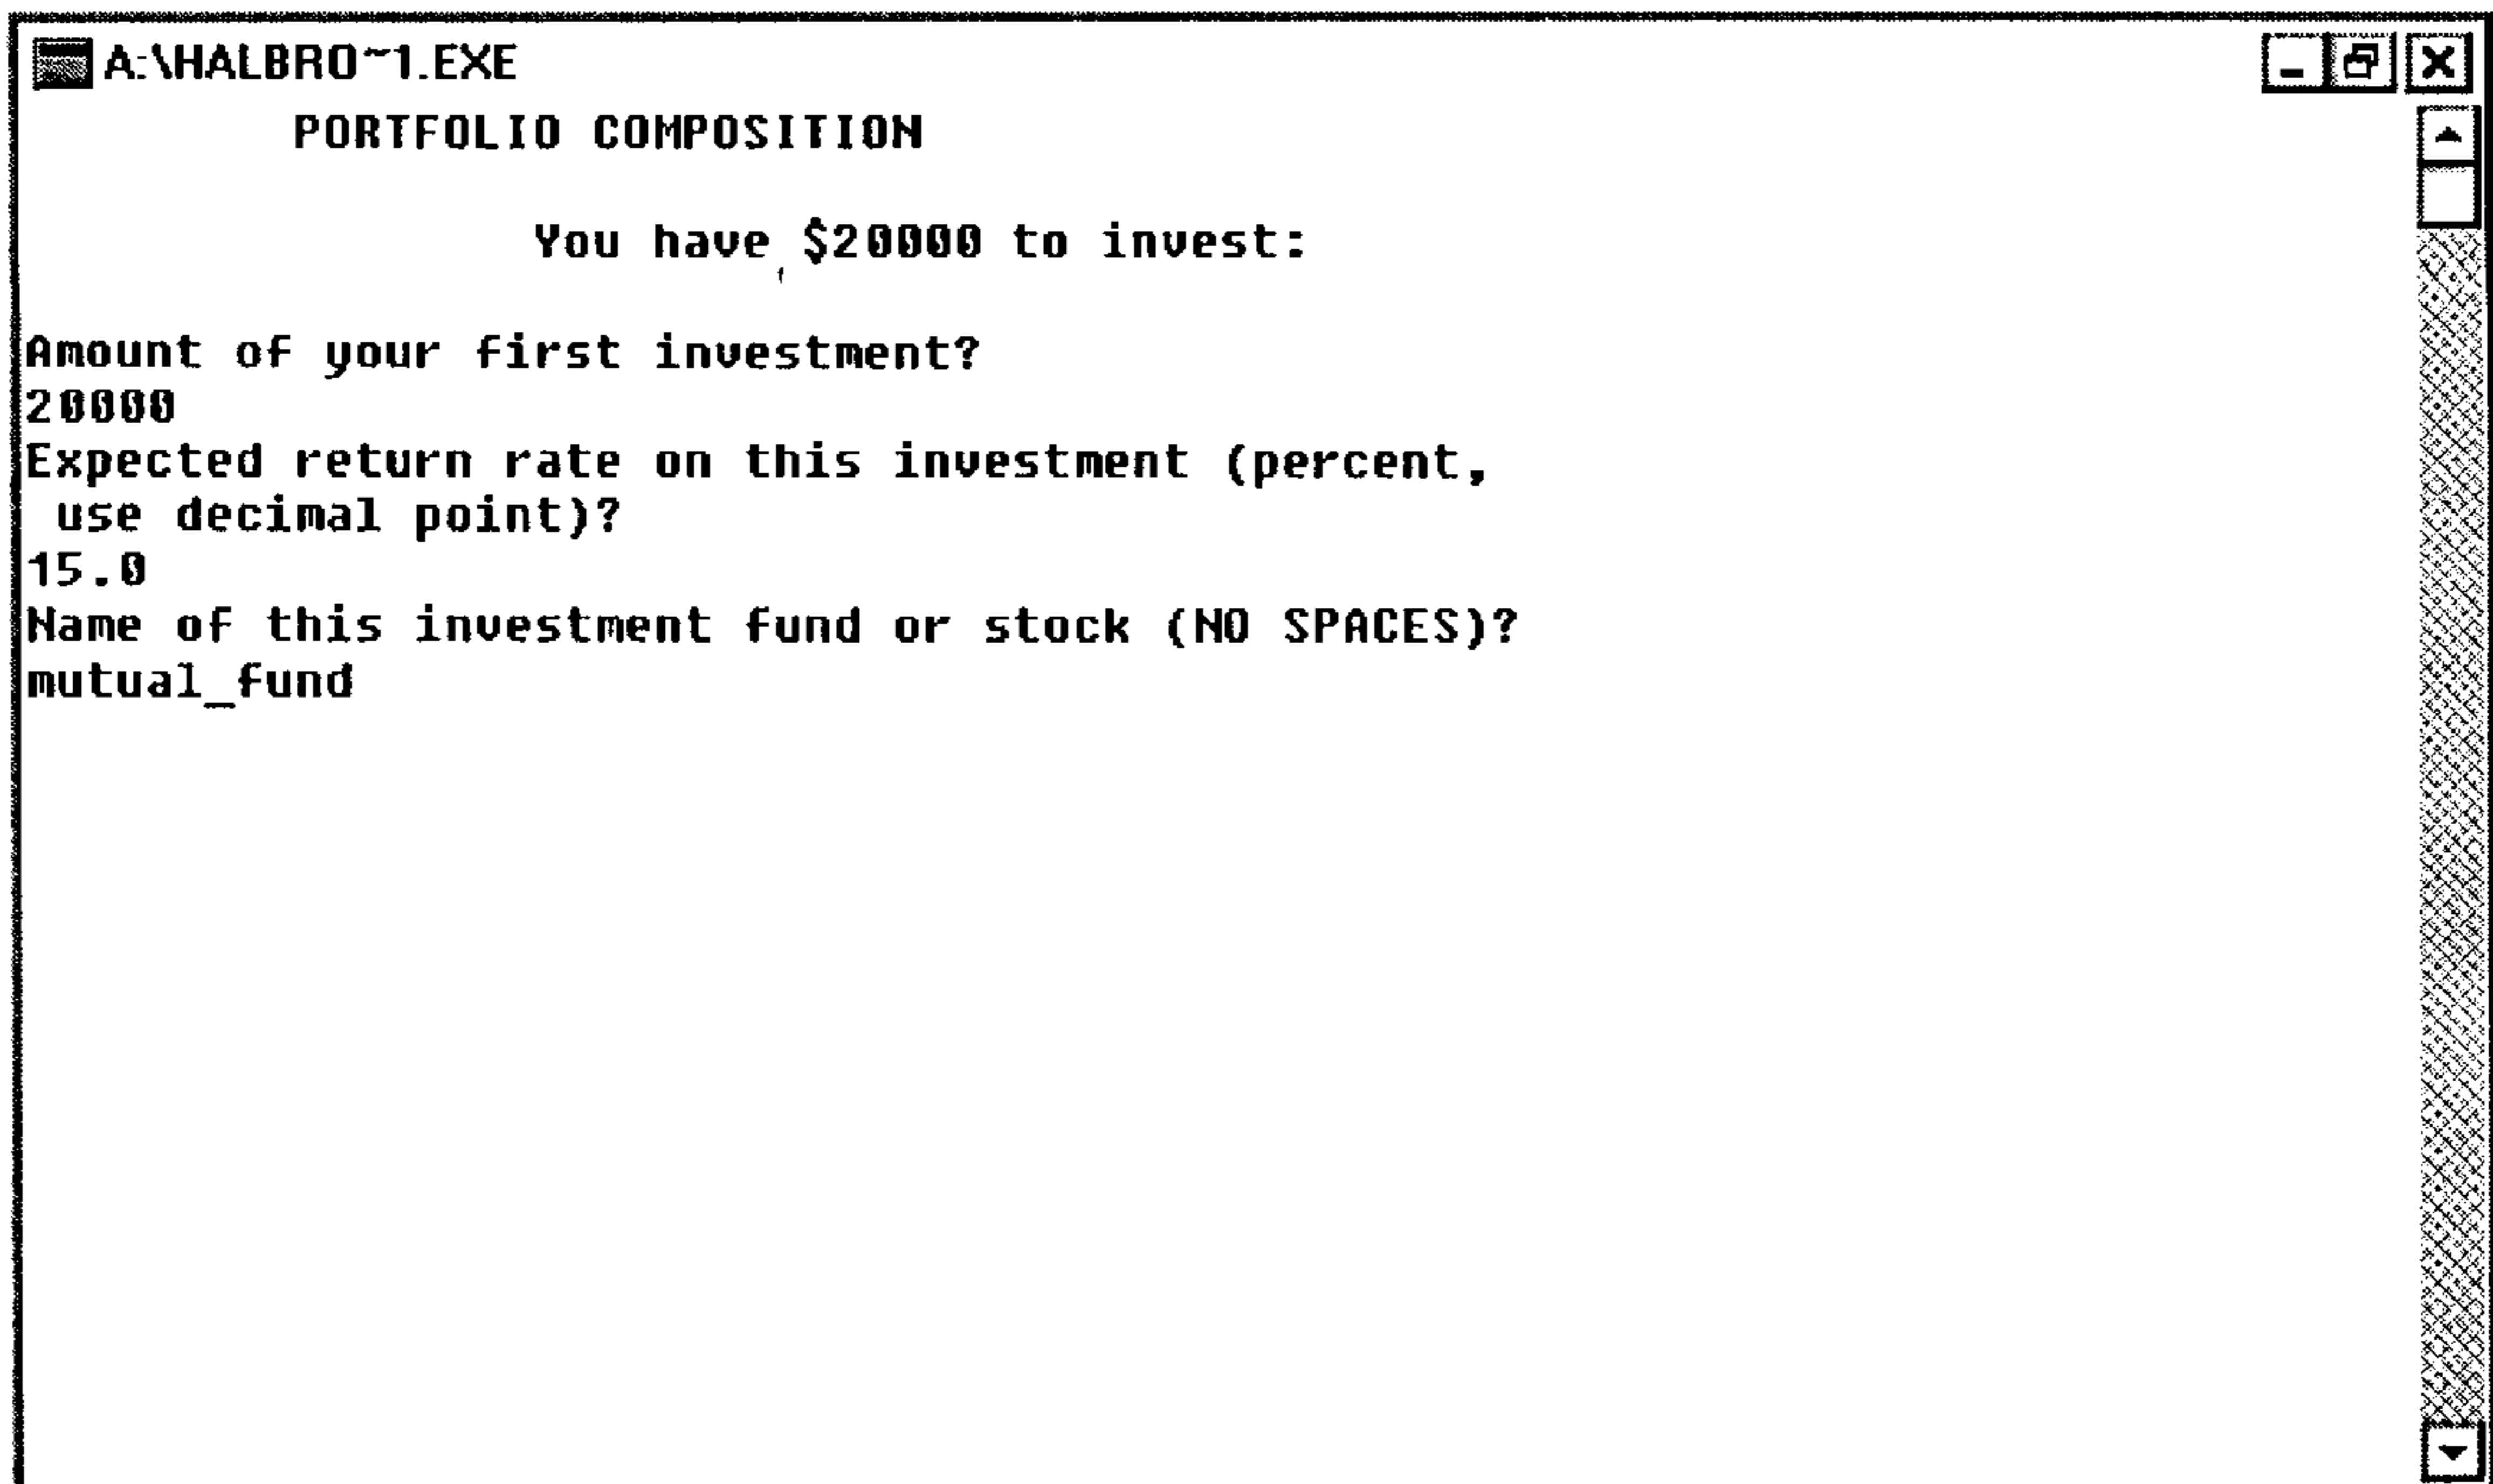 A:\HALBRO~1.EXE
PORTFOLIO COMPOSITION
You have $20000 to invest:
Amount of your first investment?
20000
Expected return rate on this investment (percent,
use decimal point)?
15.0
Name of this investment fund or stock (NO SPACES)?
mutual_fund